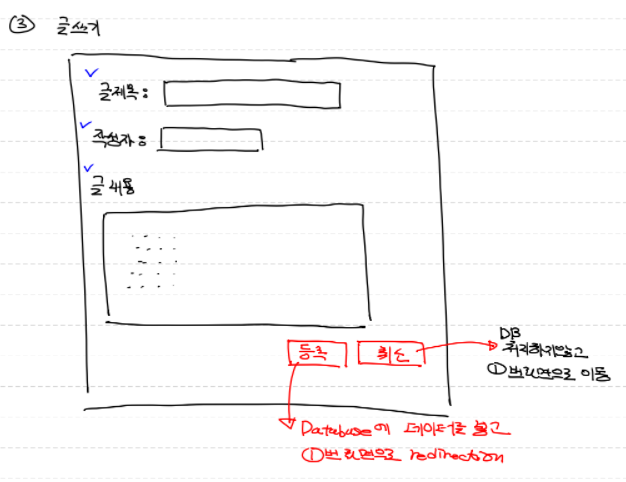 ③ 글쓰기
글제목 :
작성자 :
글 내용
등록 취소
DB
처리하지않고
①번화면으로 이동
Database에 데이터를 넣고
①번 화면으로 redirection